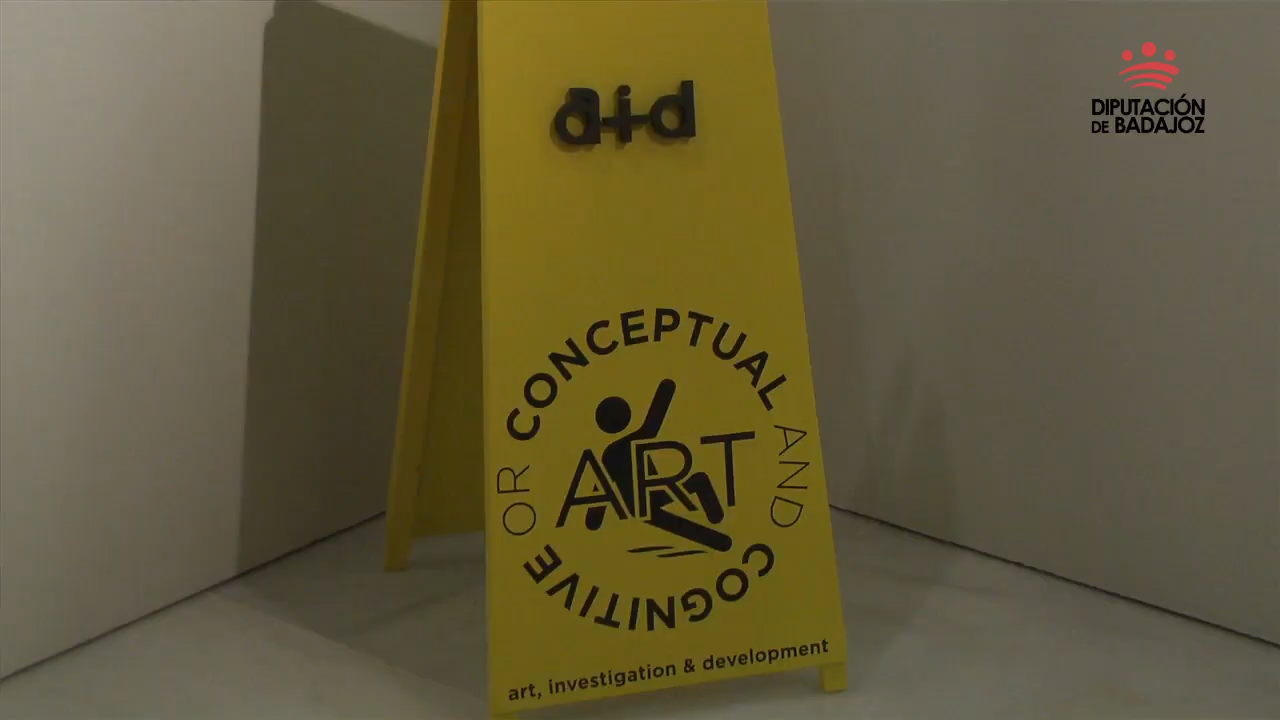 a+i+d
DIPUTACIÓN
DE BADAJOZ
CONCEPTUAL AND COGNITIVE OR
ART
art, investigation & development